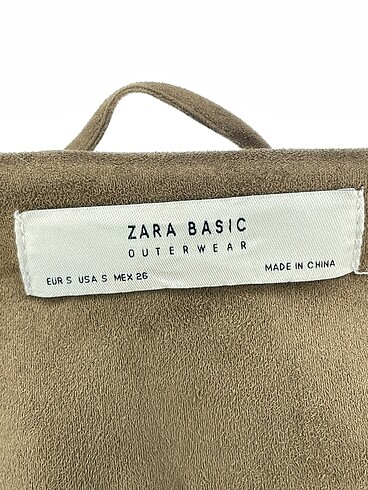 ZARA BASIC
OUTERWEAR
EUR S USA S MEX 26 MADE IN CHINA